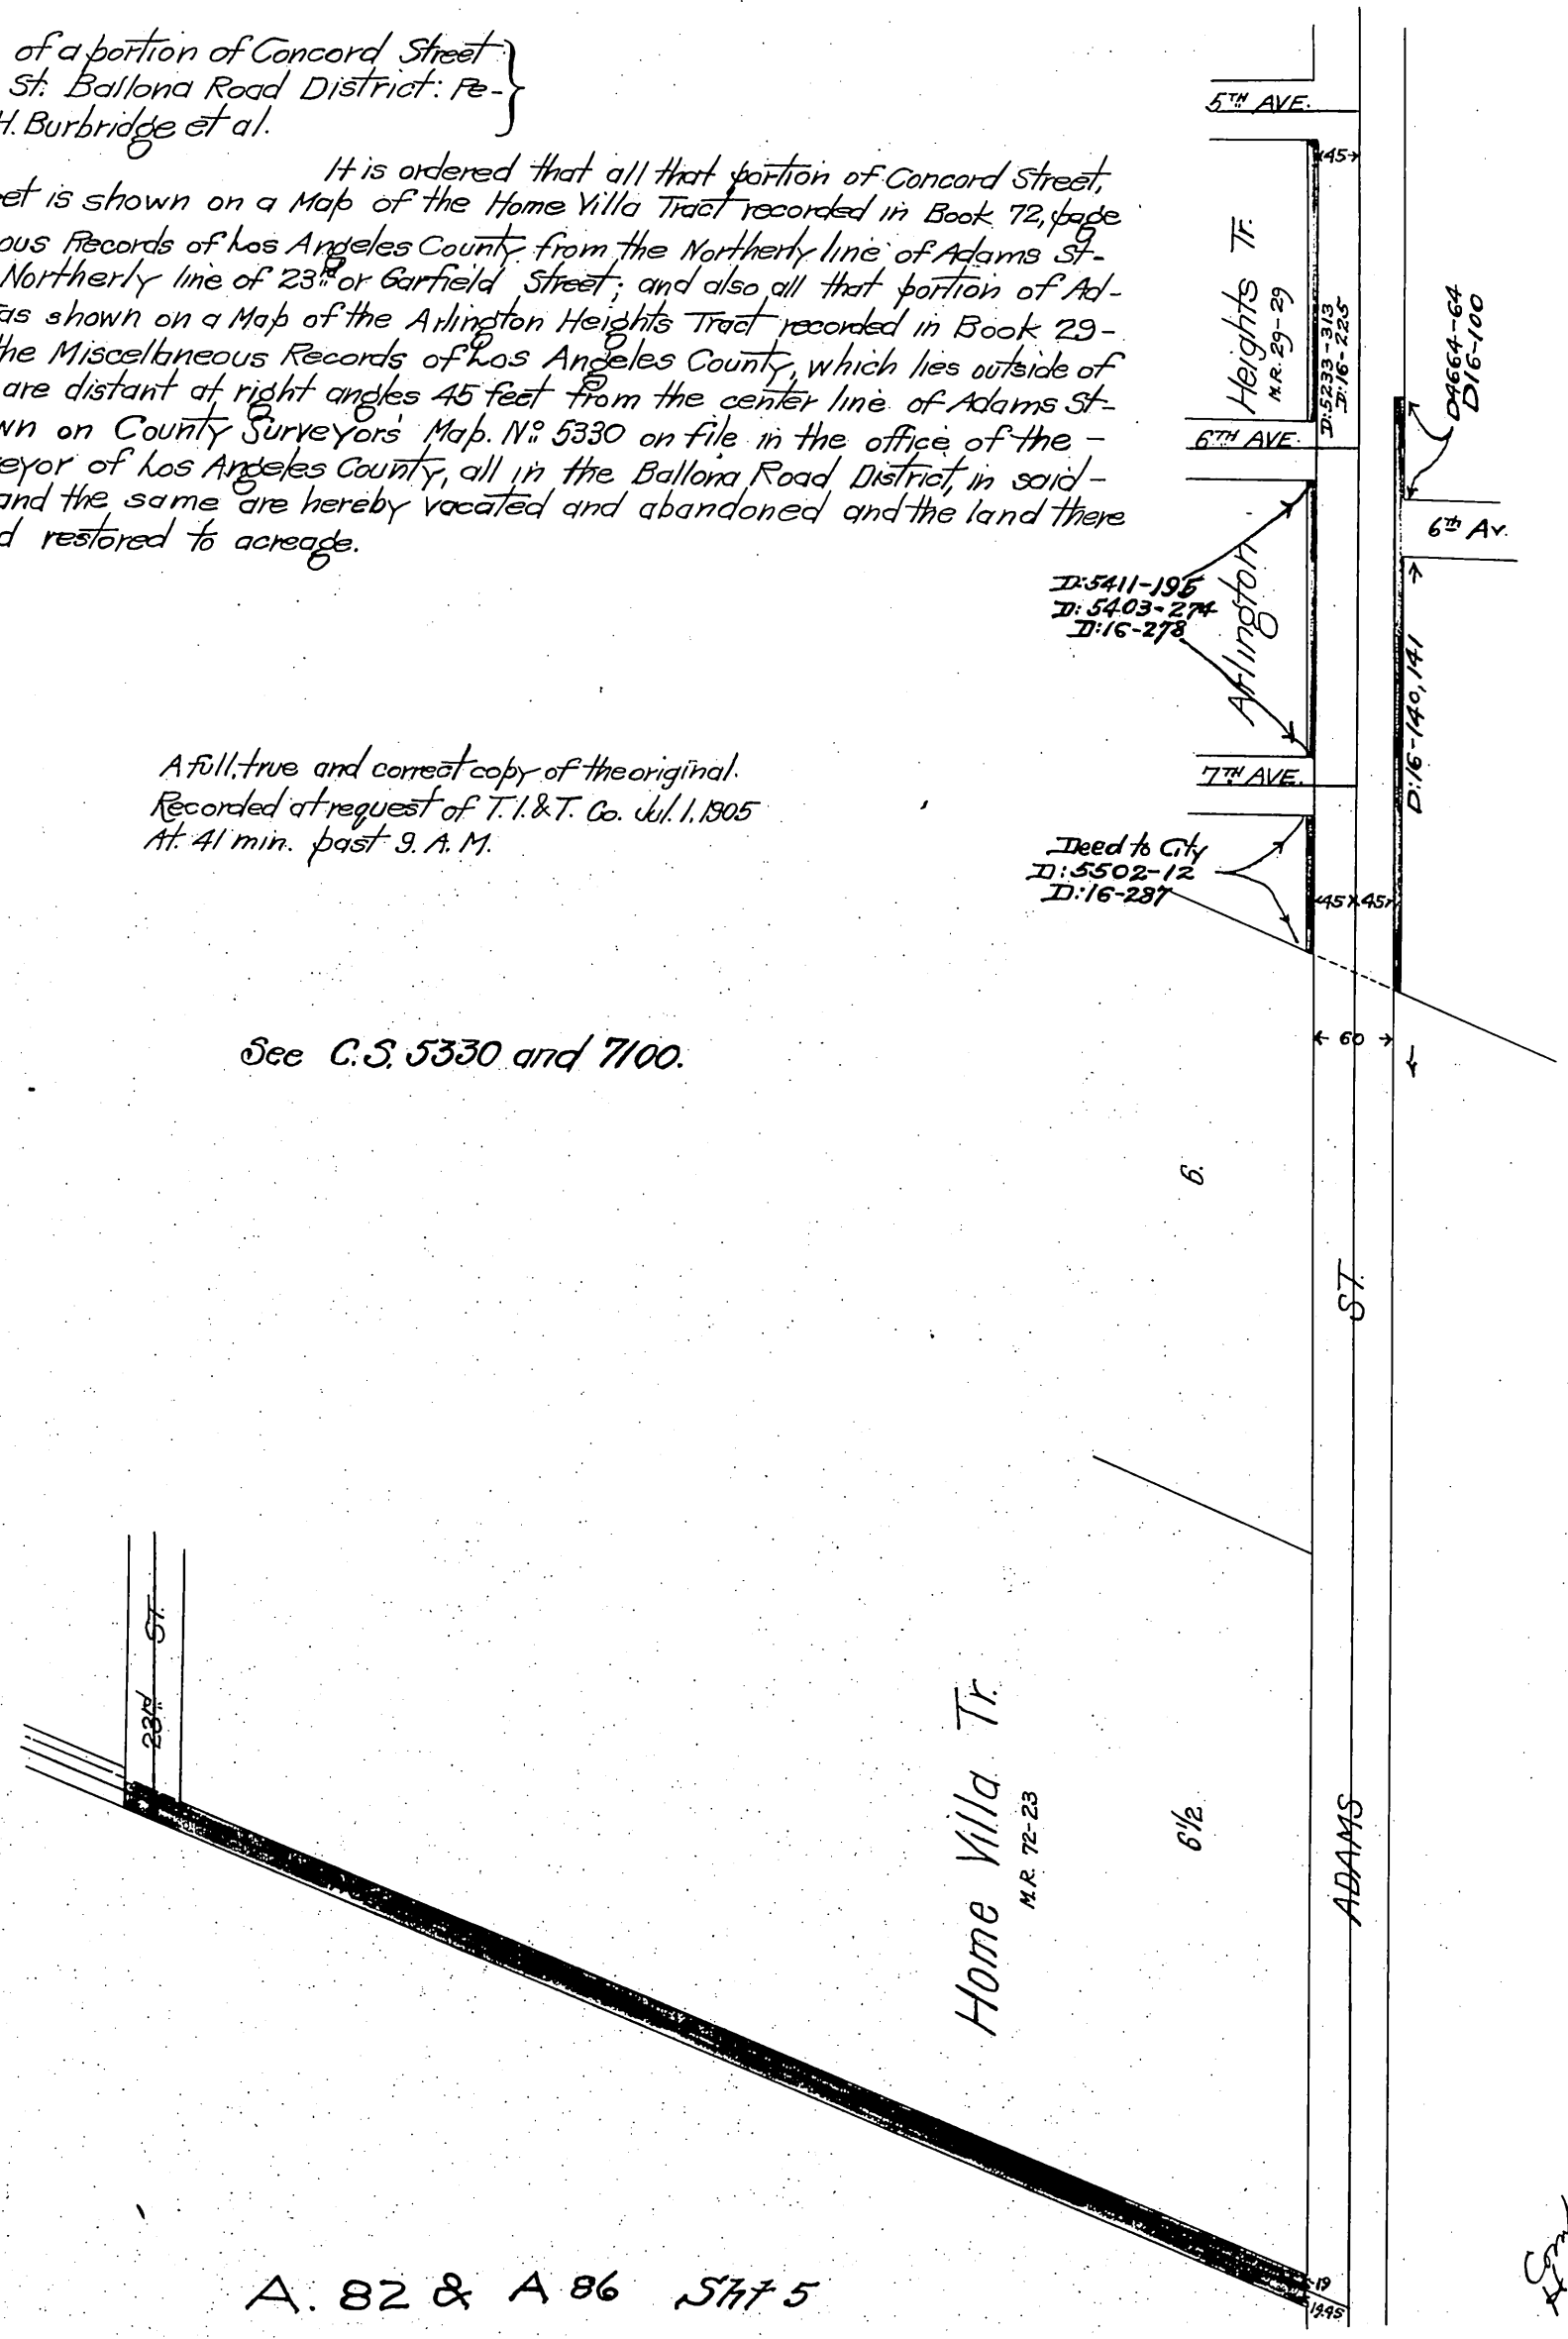 of a portion of Concord Street
St. Ballona Road District: Pe-
H. Burbridge et al.
It is ordered that all that portion of Concord Street,
et is shown on a Map of the Home Villa Tract recorded in Book 72, page
ous Records of Los Angeles County from the Northerly line of Adams St-
Northerly line of 23rd or Garfield Street; and also all that portion of Ad-
as shown on a Map of the Arlington Heights Tract recorded in Book 29-
the Miscellaneous Records of Los Angeles County, which lies outside of
are distant at right angles 45 feet from the center line of Adams St-
wn on County Surveyor's Map. No. 5330 on file in the office of the -
eyor of Los Angeles County, all in the Ballona Road District, in said -
and the same are hereby vacated and abandoned and the land there
d restored to acreage.
A full, true and correct copy of the original.
Recorded at request of T. I. & T. Co. Jul. 1, 1905
At 41 min. past 9. A. M.
See C.S. 5330 and 7100.
5TH AVE.
45
Heights Tr.
M.R. 29-29
D:5233-313
D:16-225
D4664-64
D16-100
6TH AVE.
6th Av.
D:5411-195
D:5403-274
D:16-278
Arlington
D:16-140,141
7TH AVE.
Deed to City
D:5502-12
D:16-287
45 45
60
6.
ST.
23rd ST.
Home Villa Tr.
M.R. 72-23
6½
ADAMS
19
19.45
A. 82 & A 86 Sht 5